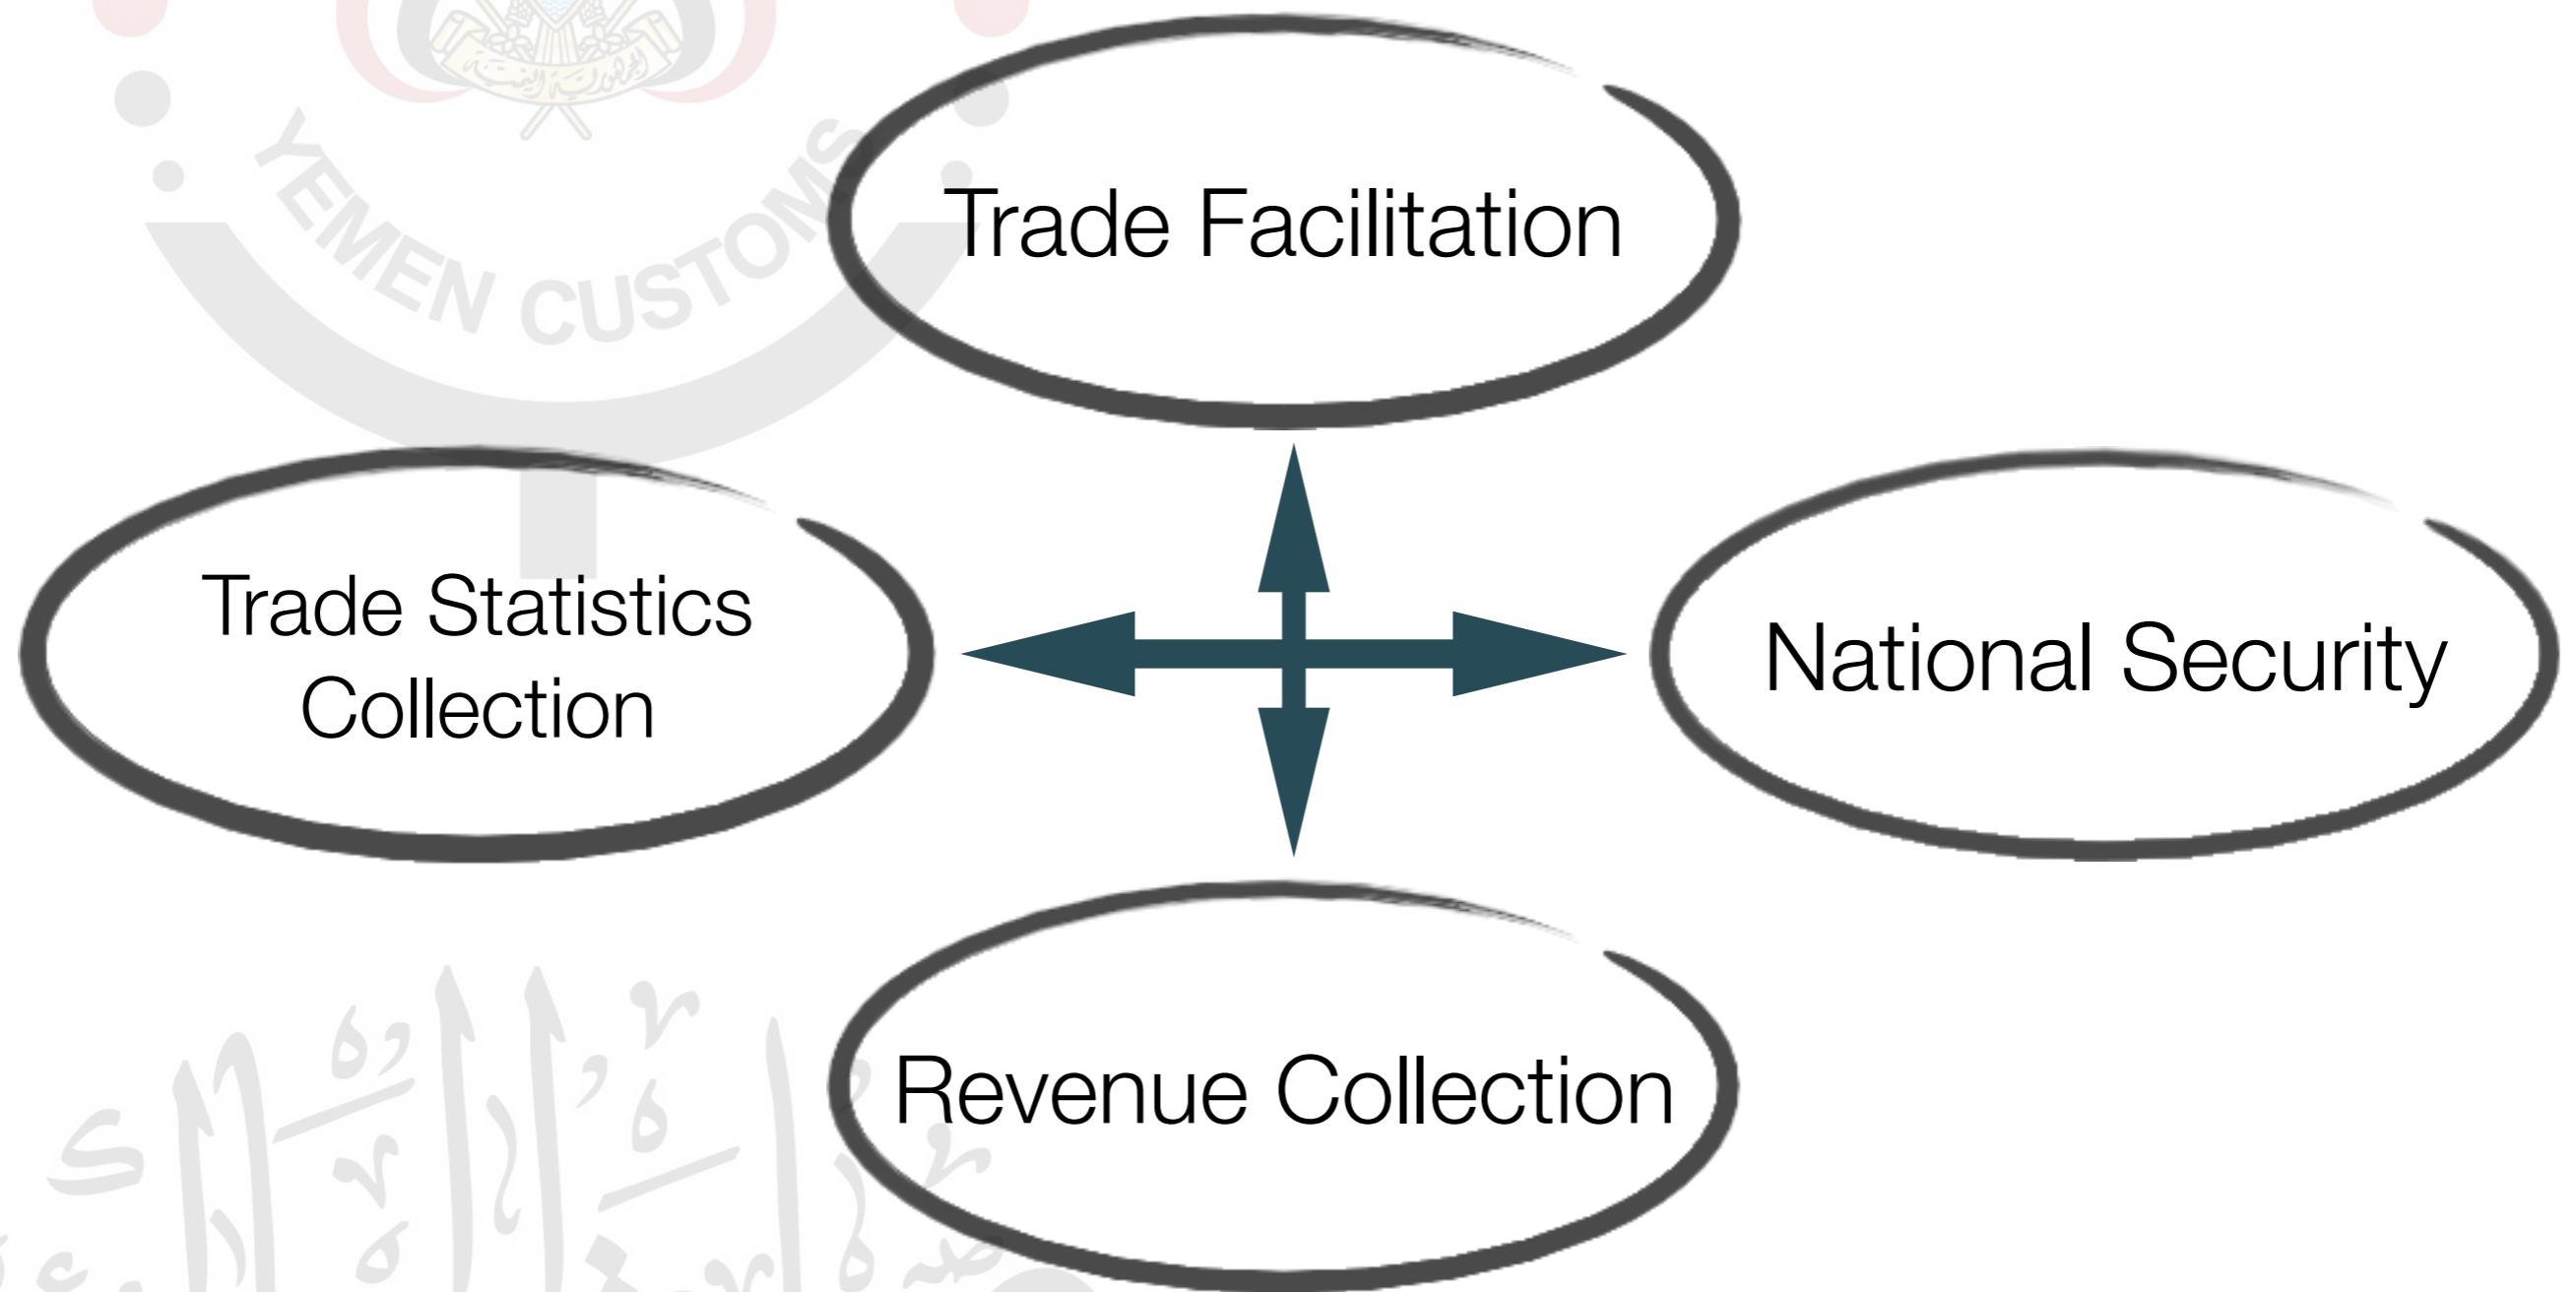 YEMEN CUSTOMS
Trade Facilitation
Trade Statistics
Collection
National Security
Revenue Collection